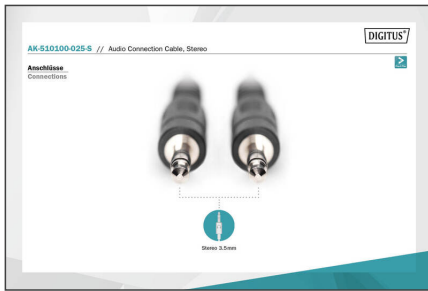 DIGITUS®
AK-510100-025-S // Audio Connection Cable, Stereo
Anschlüsse
Connections
Stereo 3.5mm